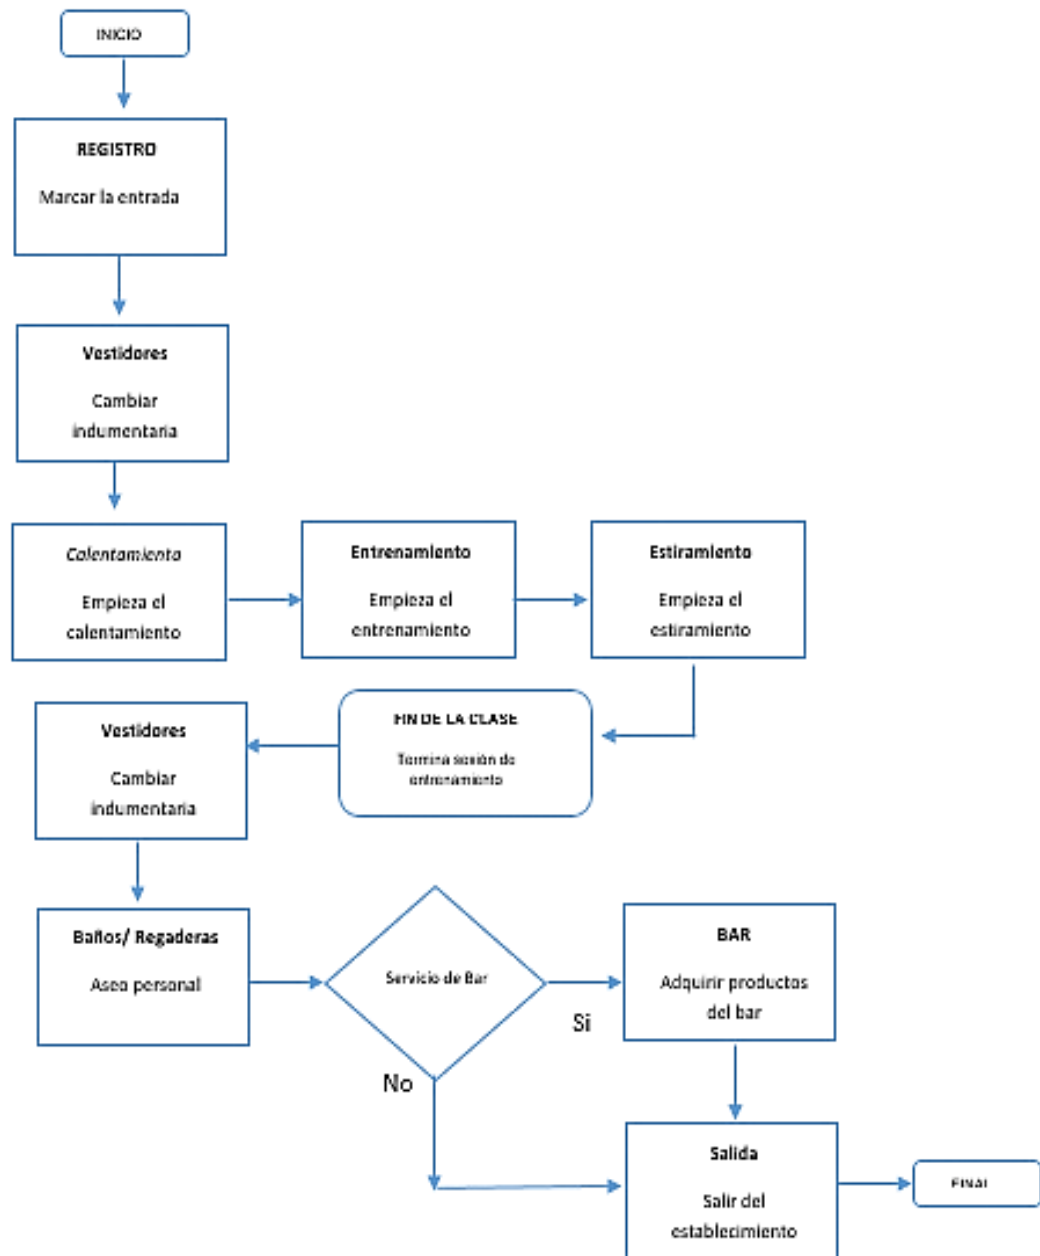 INICIO
REGISTRO
Marcar la entrada
Vestidores
Cambiar
indumentaria
Calentamiento
Empieza el
calentamiento
Entrenamiento
Empieza el
entrenamiento
Estiramiento
Empieza el
estiramiento
FIN DE LA CLASE
Termina sesión de
entrenamiento
Vestidores
Cambiar
indumentaria
Baños/ Regaderas
Aseo personal
Servicio de Bar
Si
No
BAR
Adquirir productos
del bar
Salida
Salir del
establecimiento
FINAL